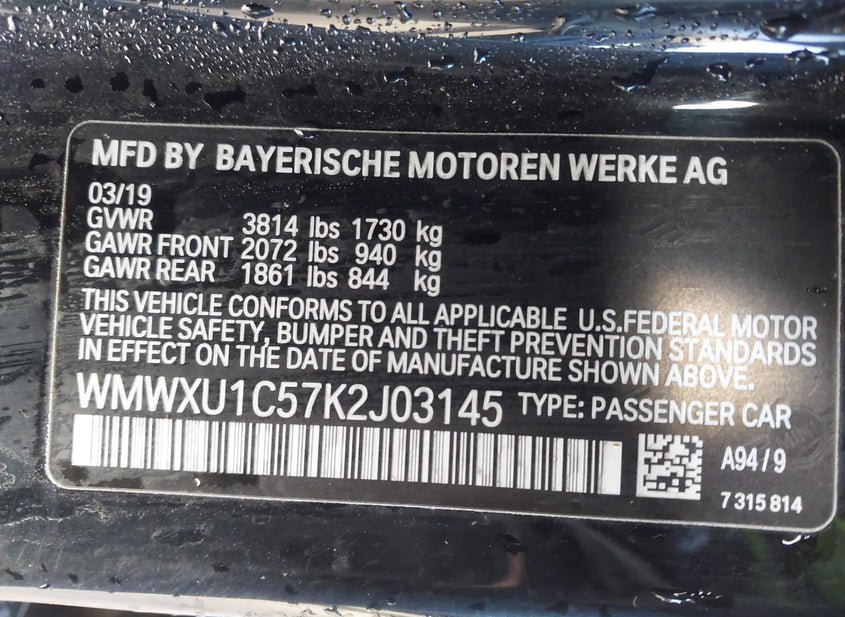 MFD BY BAYERISCHE MOTOREN WERKE AG
03/19
GVWR 3814 lbs 1730 kg
GAWR FRONT 2072 lbs 940 kg
GAWR REAR 1861 lbs 844 kg
THIS VEHICLE CONFORMS TO ALL APPLICABLE U.S.FEDERAL MOTOR
VEHICLE SAFETY, BUMPER AND THEFT PREVENTION STANDARDS
IN EFFECT ON THE DATE OF MANUFACTURE SHOWN ABOVE.
WMWXU1C57K2J03145 TYPE: PASSENGER CAR
A94/9
7 315 814